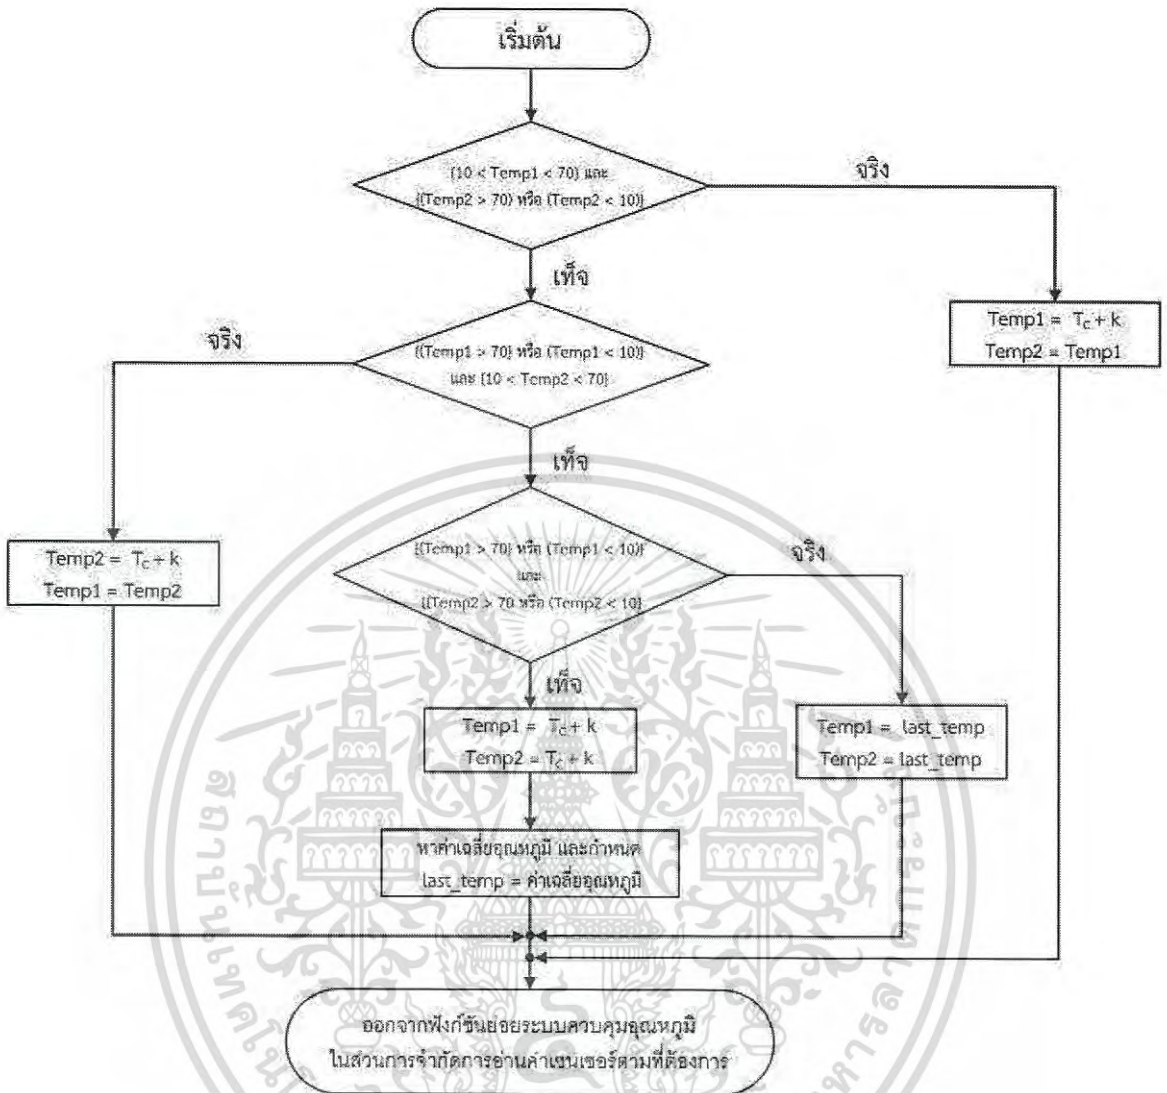 เริ่มต้น
(10 < Temp1 < 70) และ
{(Temp2 > 70) หรือ (Temp2 < 10)}
จริง
เท็จ
Temp1 = Tc + k
Temp2 = Temp1
{(Temp1 > 70) หรือ (Temp1 < 10)}
และ (10 < Temp2 < 70)
จริง
เท็จ
Temp2 = Tc + k
Temp1 = Temp2
{(Temp1 > 70) หรือ (Temp1 < 10)}
และ
{(Temp2 > 70 หรือ (Temp2 < 10)
จริง
เท็จ
Temp1 = Tc + k
Temp2 = Tc + k
Temp1 = last_temp
Temp2 = last_temp
หาค่าเฉลี่ยอุณหภูมิ และกำหนด
last_temp = ค่าเฉลี่ยอุณหภูมิ
ออกจากฟังก์ชันย่อยระบบควบคุมอุณหภูมิ
ในส่วนการจำกัดการอ่านค่าเซนเซอร์ตามที่ต้องการ